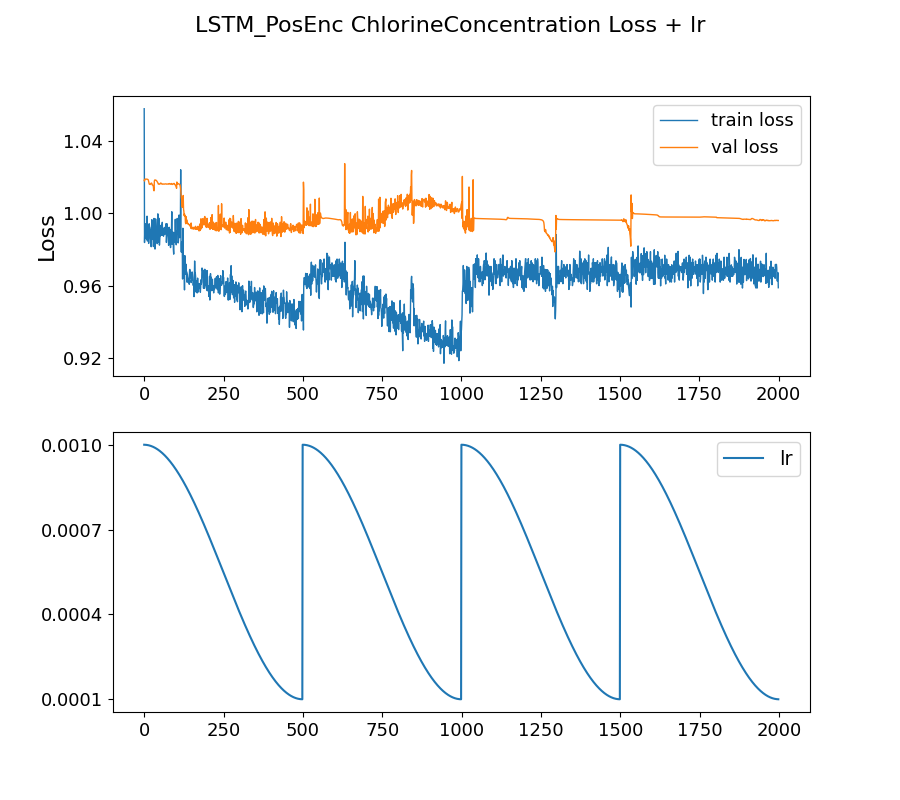 LSTM_PosEnc ChlorineConcentration Loss + lr
train loss
val loss
Loss
1.04
1.00
0.96
0.92
0 250 500 750 1000 1250 1500 1750 2000
lr
0.0010
0.0007
0.0004
0.0001
0 250 500 750 1000 1250 1500 1750 2000